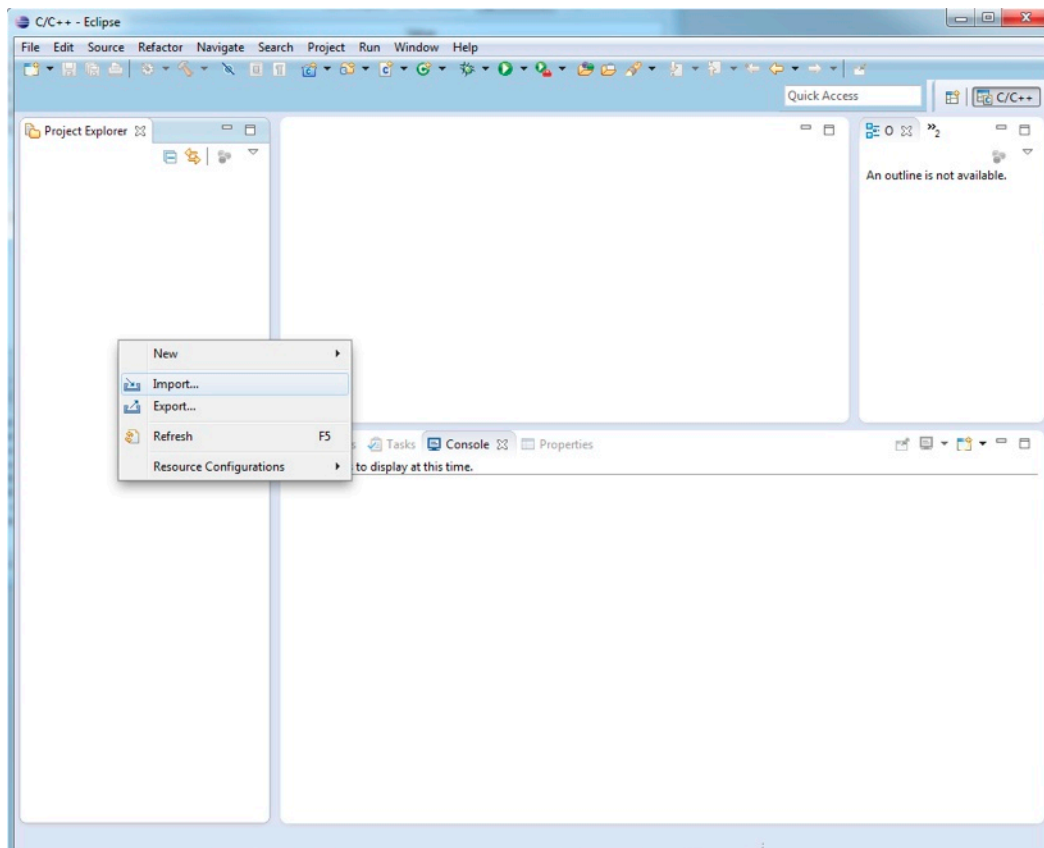 C/C++ - Eclipse
File Edit Source Refactor Navigate Search Project Run Window Help
Quick Access
C/C++
Project Explorer
O
»2
An outline is not available.
New
Import...
Export...
Refresh F5
Resource Configurations
Tasks Console Properties
to display at this time.